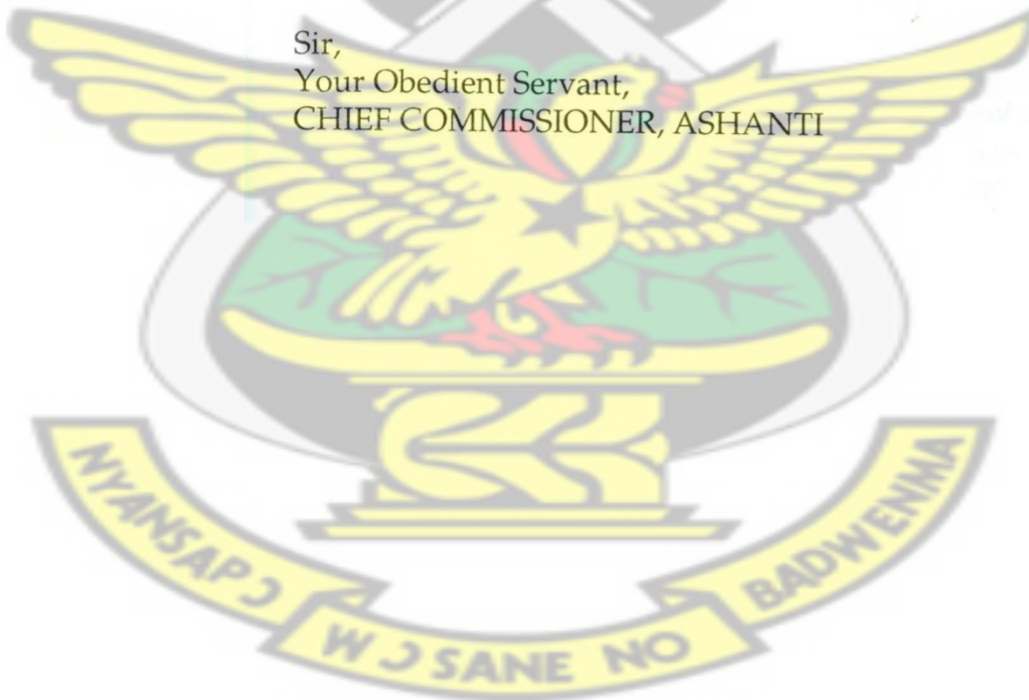 Sir,
Your Obedient Servant,
CHIEF COMMISSIONER, ASHANTI
NYANSAPƆ
WƆSANE NO
BADWENMA